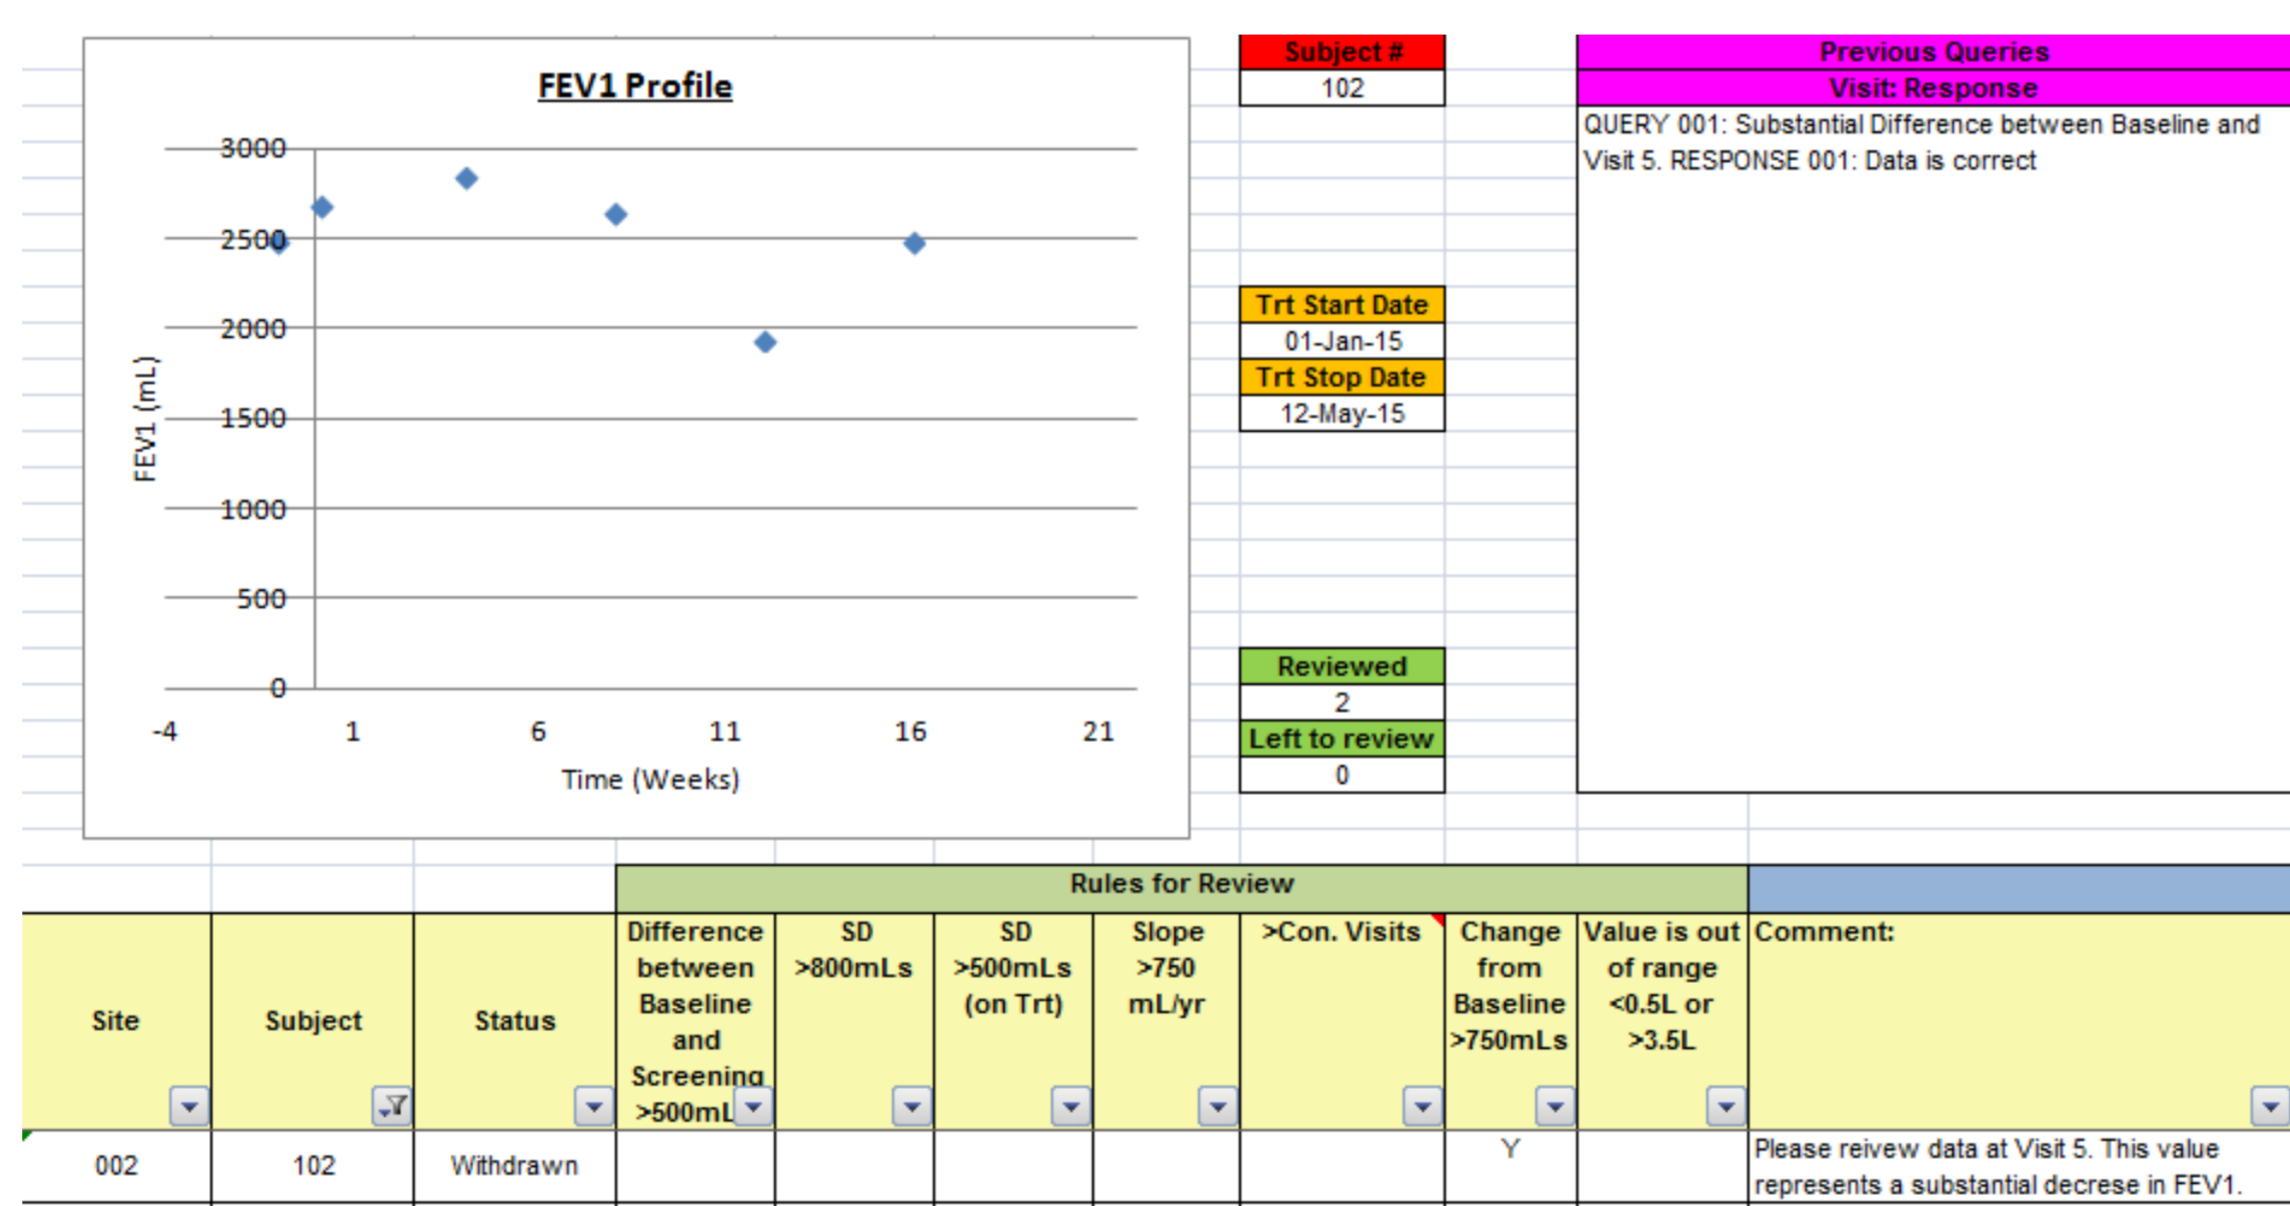 FEV1 Profile
3000
2500
2000
1500
1000
500
0
FEV1 (mL)
-4 1 6 11 16 21
Time (Weeks)
Subject #
102
Trt Start Date
01-Jan-15
Trt Stop Date
12-May-15
Reviewed
2
Left to review
0
Previous Queries
Visit: Response
QUERY 001: Substantial Difference between Baseline and
Visit 5. RESPONSE 001: Data is correct
Rules for Review
Site
Subject
Status
Difference
between
Baseline
and
Screening
>500mL
SD
>800mLs
SD
>500mLs
(on Trt)
Slope
>750
mL/yr
>Con. Visits
Change
from
Baseline
>750mLs
Value is out
of range
<0.5L or
>3.5L
Comment:
002
102
Withdrawn
Y
Please reivew data at Visit 5. This value
represents a substantial decrese in FEV1.